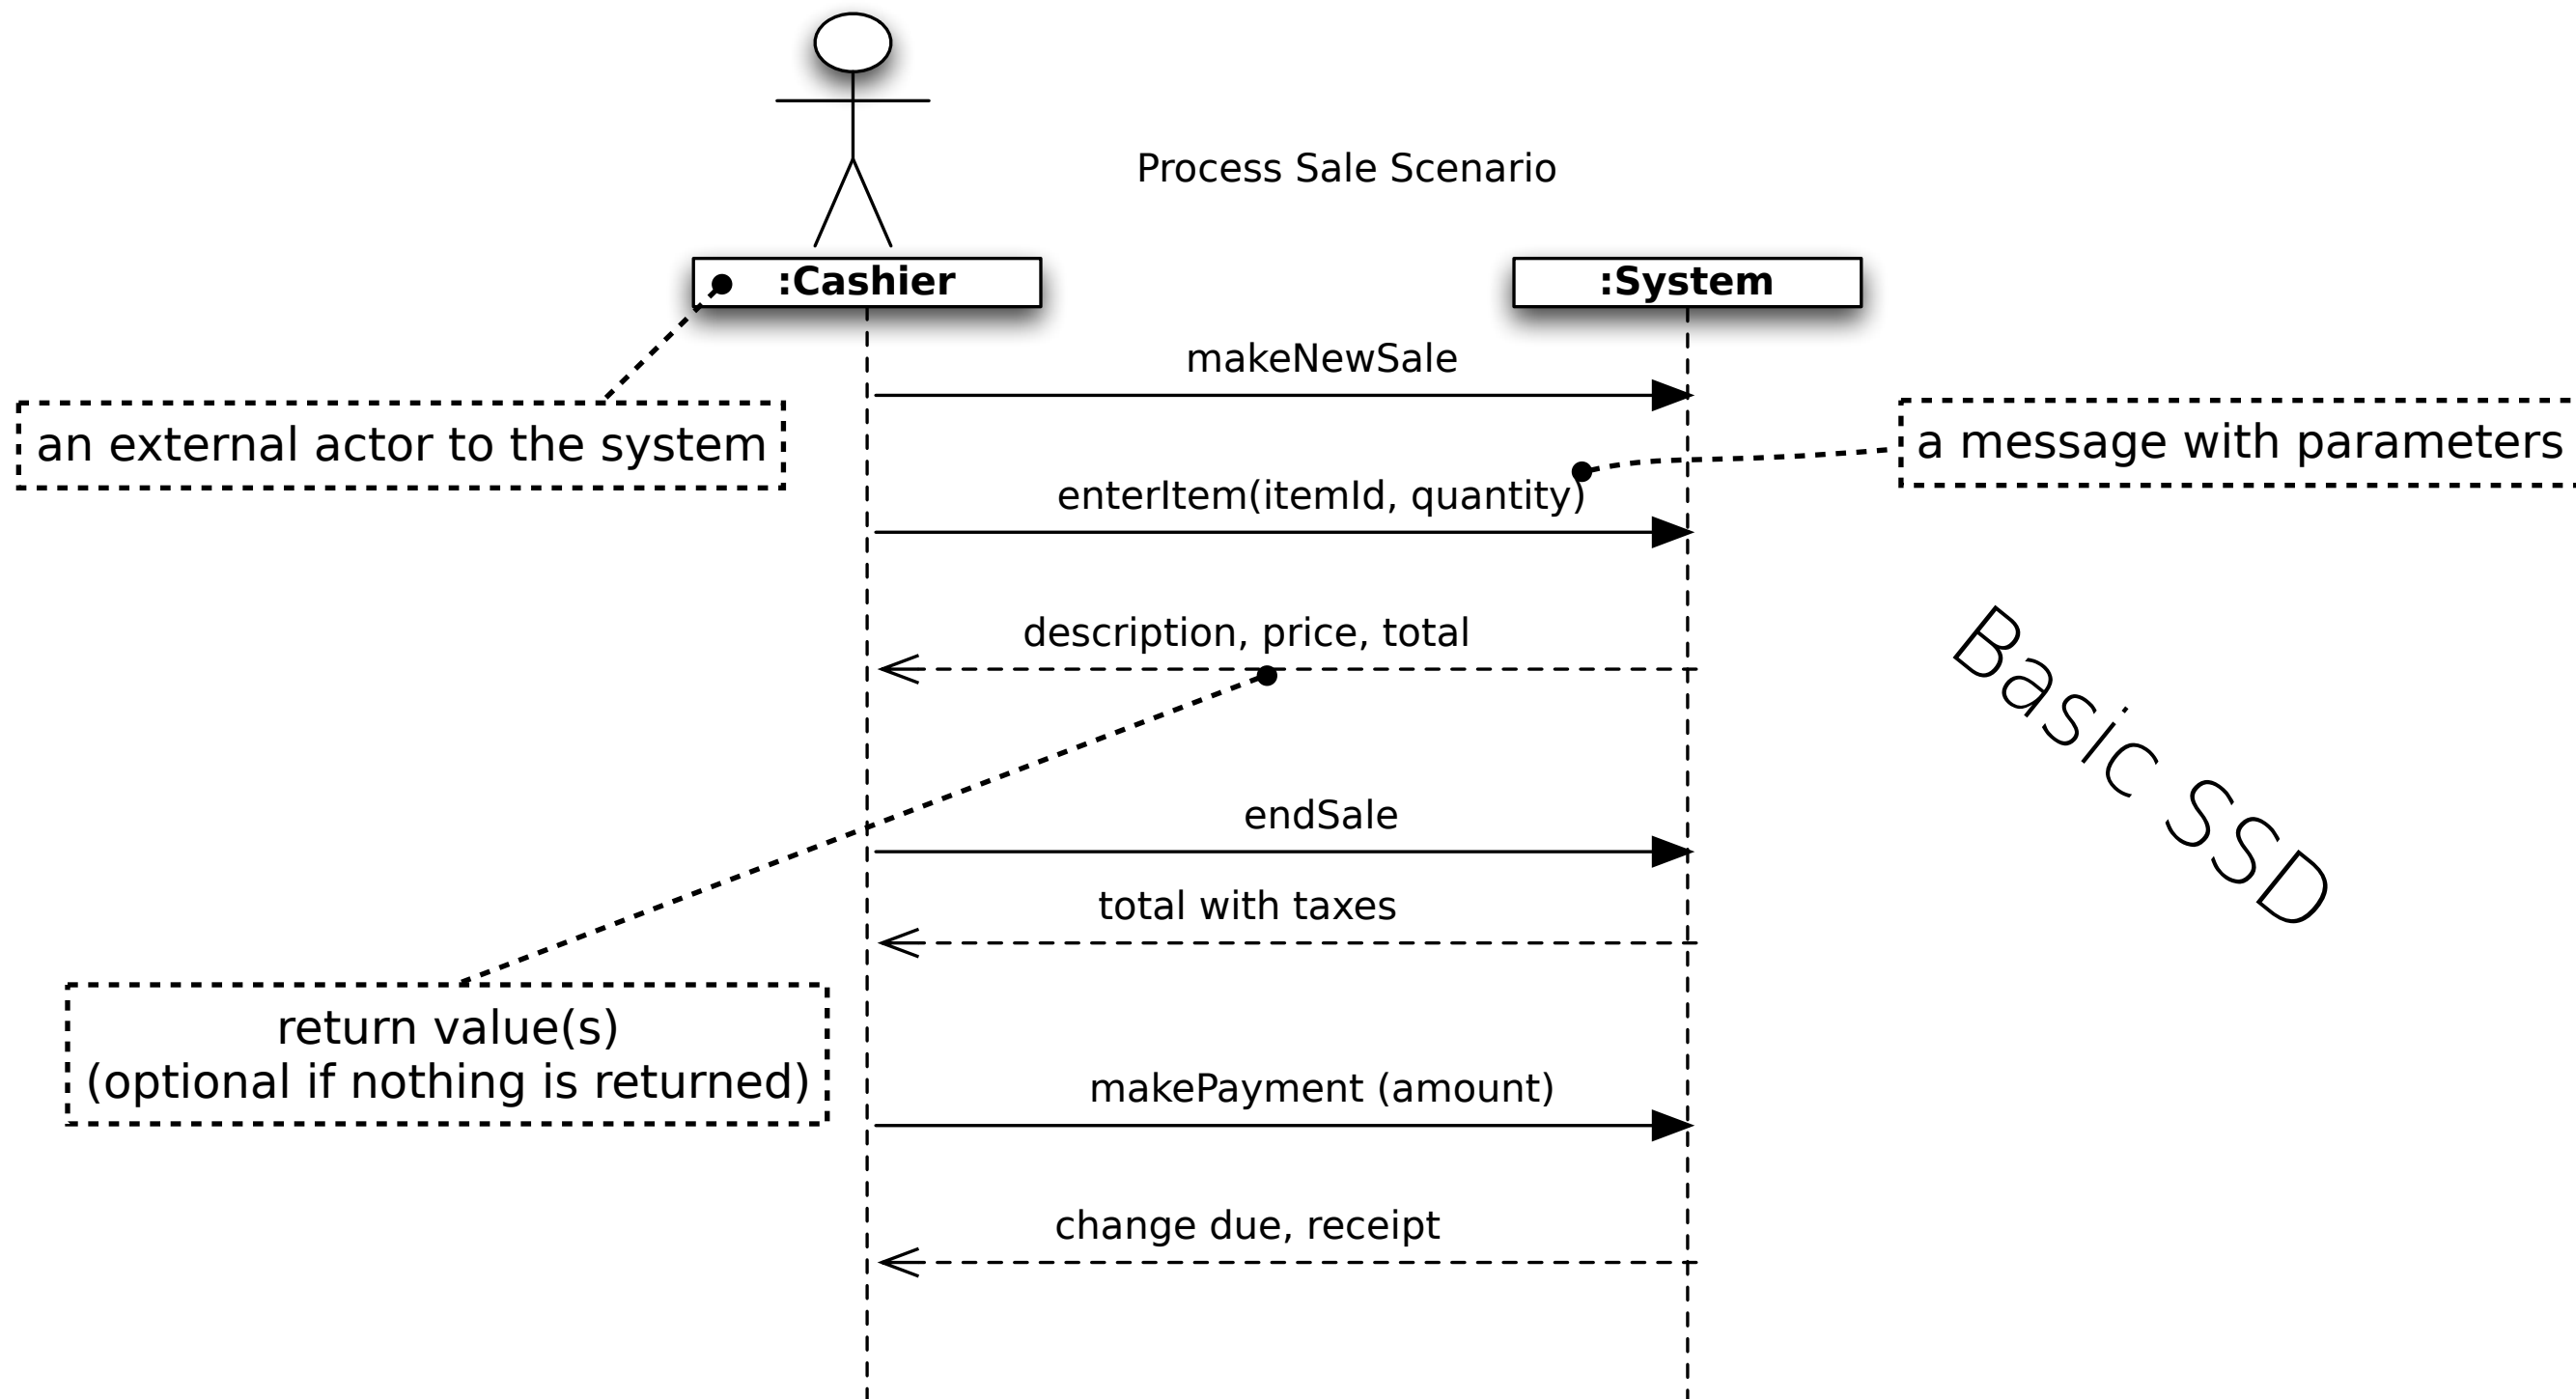 Process Sale Scenario
:Cashier
:System
makeNewSale
an external actor to the system
a message with parameters
enterItem(itemId, quantity)
description, price, total
Basic SSD
endSale
total with taxes
return value(s)
(optional if nothing is returned)
makePayment (amount)
change due, receipt